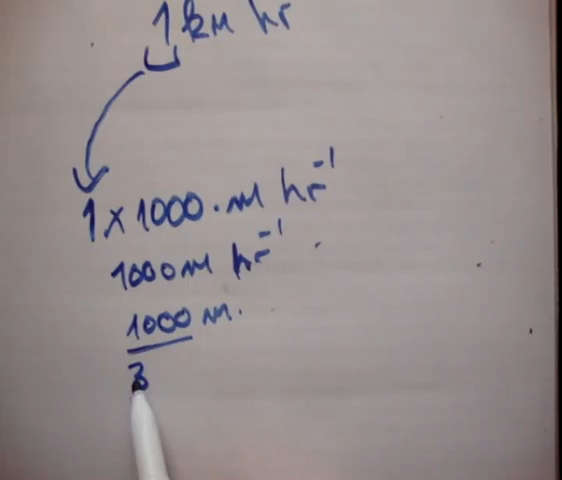 1 km hr
1 × 1000 · m hr⁻¹
1000 m hr⁻¹
1000 m.
3